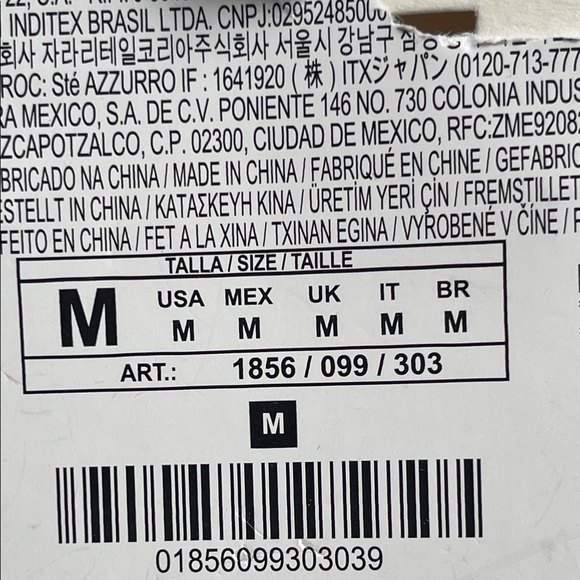 INDITEX BRASIL LTDA. CNPJ:02952485000
회사 자라리테일코리아주식회사 서울시 강남구
ROC: Sté AZZURRO IF : 1641920 ( 株 ) ITXジャパン (0120-713-777
A MEXICO, S.A. DE C.V. PONIENTE 146 NO. 730 COLONIA INDUS
ZCAPOTZALCO, C.P. 02300, CIUDAD DE MEXICO, RFC:ZME9208
BRICADO NA CHINA / MADE IN CHINA / FABRIQUÉ EN CHINE / GEFABRIC
STELLT IN CHINA / ΚΑΤΑΣΚΕΥΗ ΚΙΝΑ / ÜRETİM YERİ ÇİN / FREMSTILLET
FEITO EN CHINA / FET A LA XINA / TXINAN EGINA / VYROBENÉ V ČÍNE /
TALLA / SIZE / TAILLE
M
USA MEX UK IT BR
M M M M M
ART.: 1856 / 099 / 303
M
01856099303039